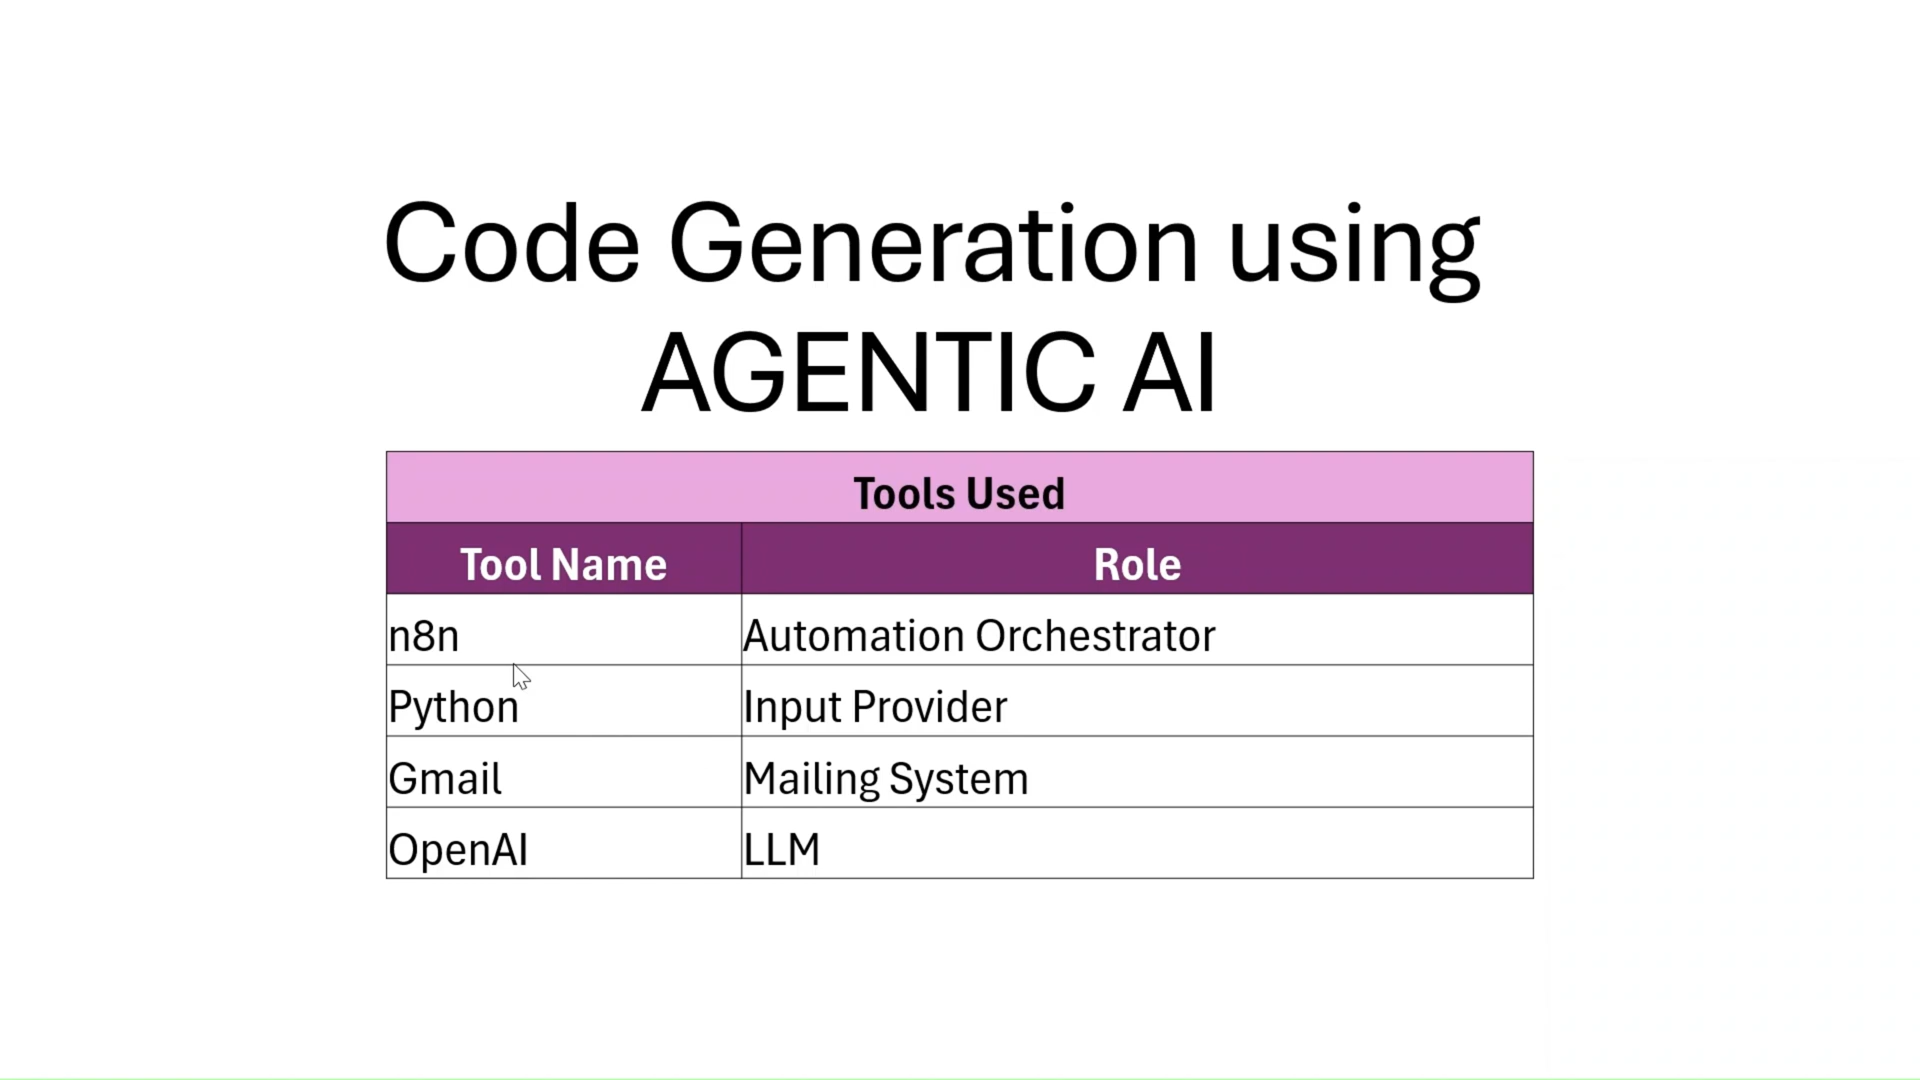 Code Generation using
AGENTIC AI
Tools Used
Tool Name Role
n8n Automation Orchestrator
Python Input Provider
Gmail Mailing System
OpenAI LLM